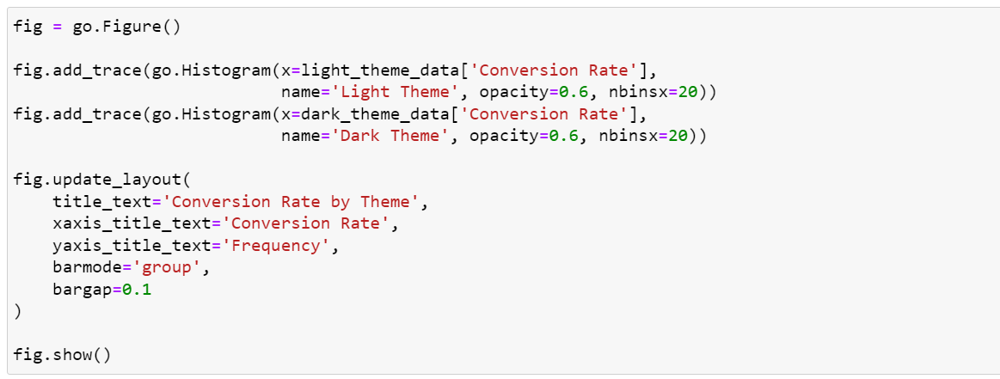 fig = go.Figure()

fig.add_trace(go.Histogram(x=light_theme_data['Conversion Rate'],
                           name='Light Theme', opacity=0.6, nbinsx=20))
fig.add_trace(go.Histogram(x=dark_theme_data['Conversion Rate'],
                           name='Dark Theme', opacity=0.6, nbinsx=20))

fig.update_layout(
    title_text='Conversion Rate by Theme',
    xaxis_title_text='Conversion Rate',
    yaxis_title_text='Frequency',
    barmode='group',
    bargap=0.1
)

fig.show()